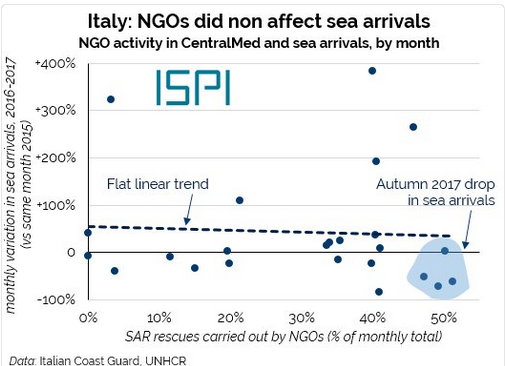 Italy: NGOs did non affect sea arrivals
NGO activity in CentralMed and sea arrivals, by month
monthly variation in sea arrivals, 2016-2017
(vs same month 2015)
+400%
+300%
+200%
+100%
0
-100%
ISPI
Flat linear trend
Autumn 2017 drop
in sea arrivals
0%
10%
20%
30%
40%
50%
SAR rescues carried out by NGOs (% of monthly total)
Data: Italian Coast Guard, UNHCR